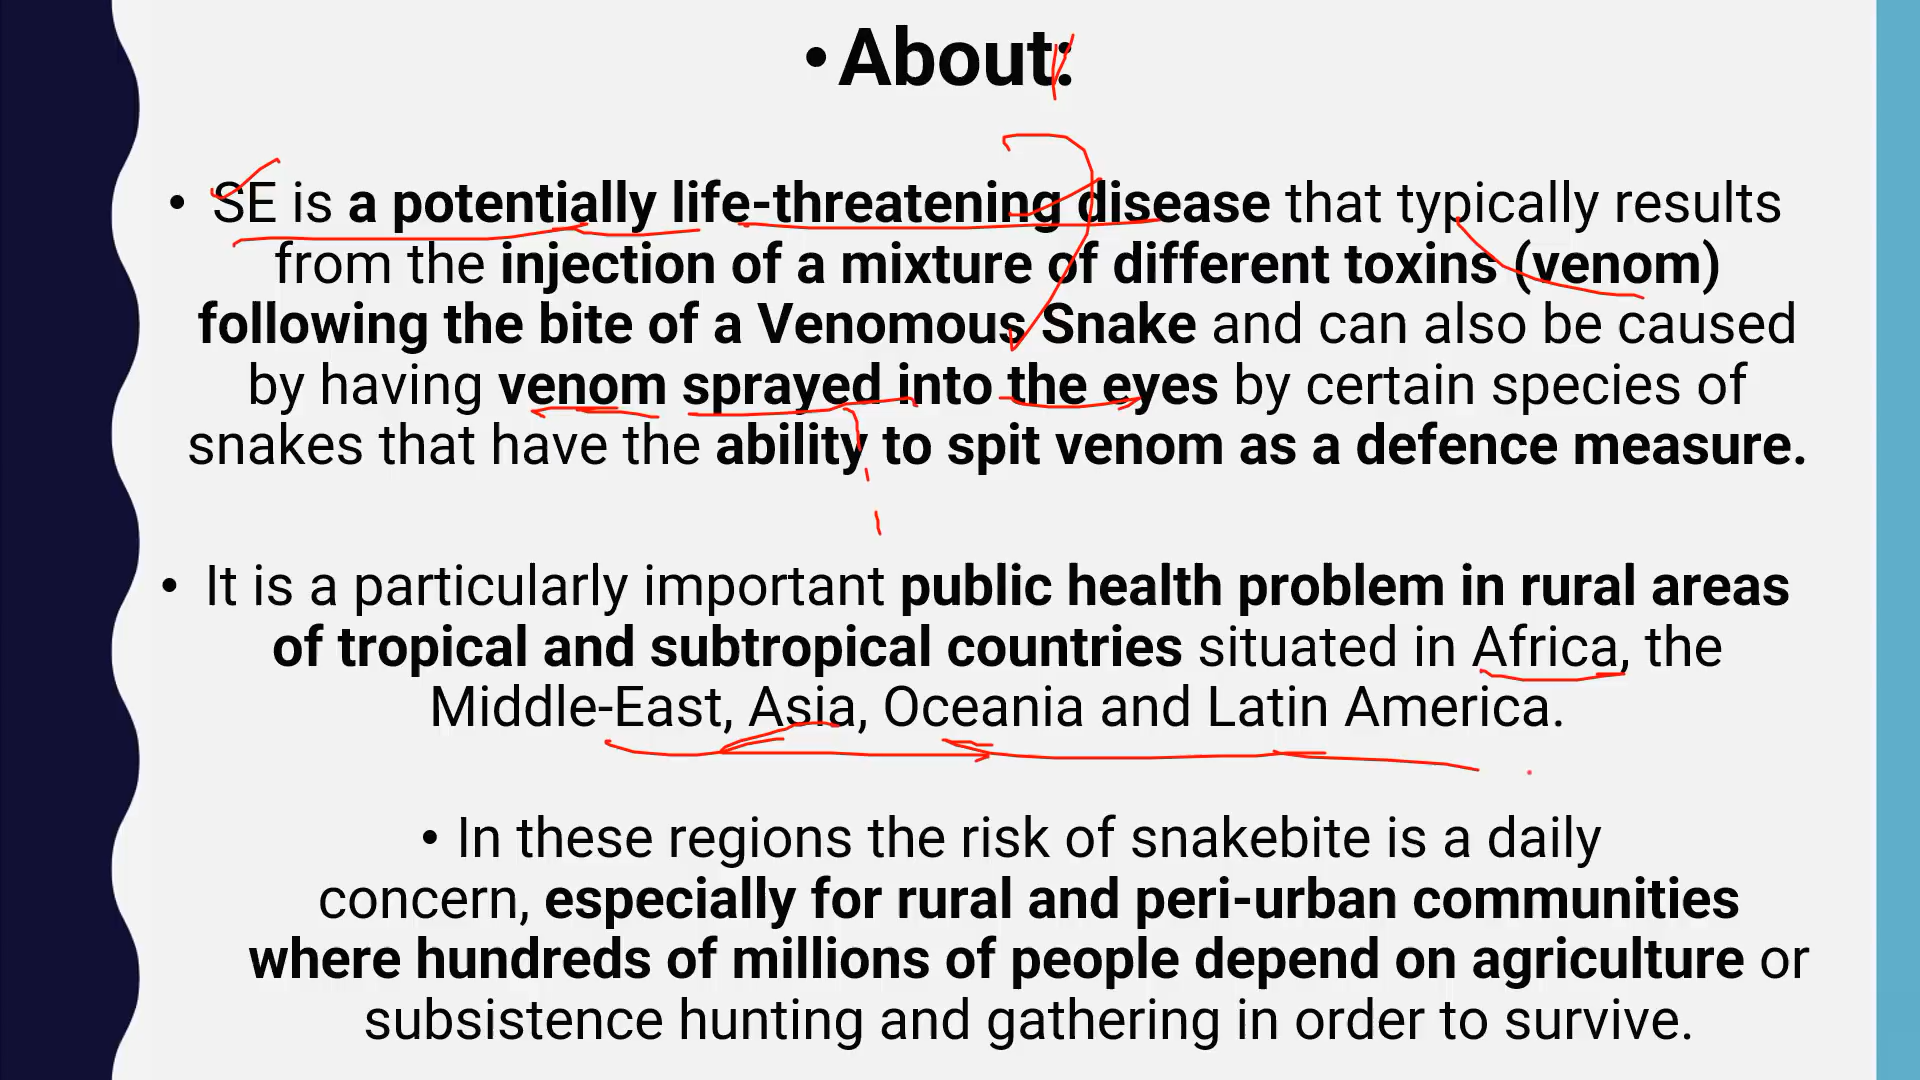 • About:
• SE is a potentially life-threatening disease that typically results
from the injection of a mixture of different toxins (venom)
following the bite of a Venomous Snake and can also be caused
by having venom sprayed into the eyes by certain species of
snakes that have the ability to spit venom as a defence measure.
• It is a particularly important public health problem in rural areas
of tropical and subtropical countries situated in Africa, the
Middle-East, Asia, Oceania and Latin America.
• In these regions the risk of snakebite is a daily
concern, especially for rural and peri-urban communities
where hundreds of millions of people depend on agriculture or
subsistence hunting and gathering in order to survive.